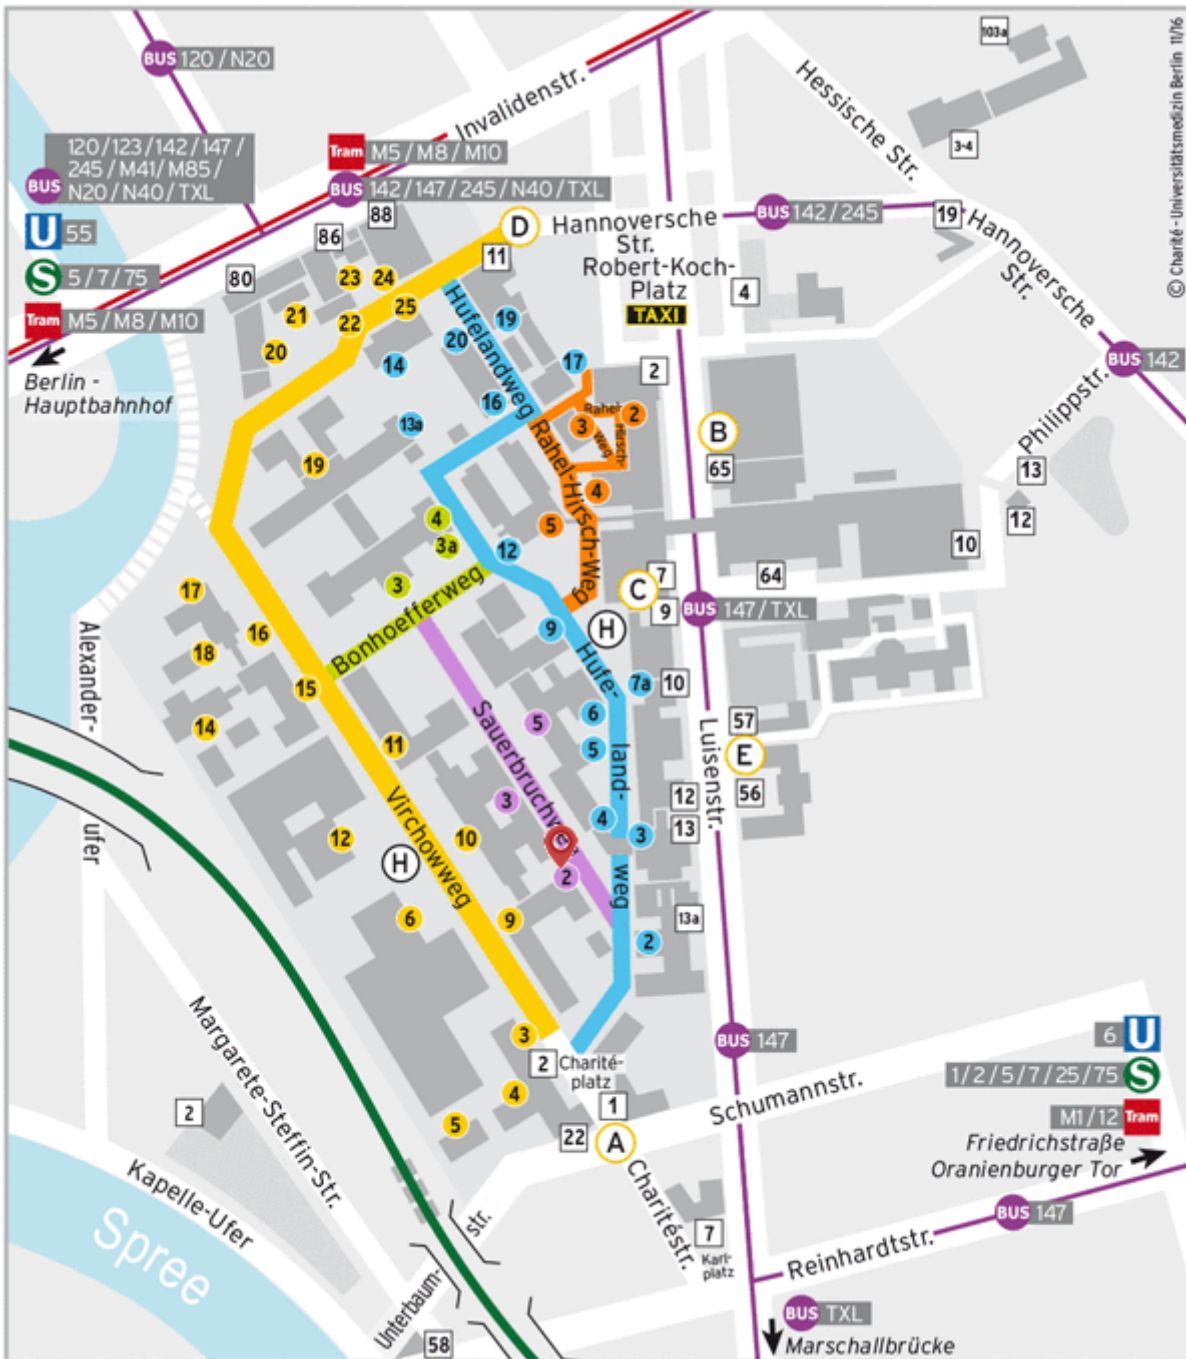 © Charité - Universitätsmedizin Berlin 11/16
BUS 120 / N20
Invalidenstr.
Hessische Str.
103a
3-4
120 / 123 / 142 / 147 /
245 / M41 / M85 /
N20 / N40 / TXL
BUS
U 55
S 5 / 7 / 75
Tram M5 / M8 / M10
Berlin -
Hauptbahnhof
Tram M5 / M8 / M10
BUS 142 / 147 / 245 / N40 / TXL
88
86
80
D
11
Hannoversche
Str.
Robert-Koch-
Platz
TAXI
BUS 142 / 245
19
Hannoversche
Str.
4
BUS 142
Philippstr.
13
12
10
23
24
25
21
22
20
19
Hufelandweg
19
20
14
16
13a
17
2
Rahel-
Hirsch-
Weg
3
2
Rahel-Hirsch-Weg
4
5
B
65
64
4
3a
3
12
Bonhoefferweg
C
7
9
BUS 147 / TXL
H
9
17
16
18
15
14
Alexander-
ufer
Hufe-
land-
weg
7a
10
6
5
5
Sauerbruchweg
3
2
11
12
10
H
Virchowweg
6
9
4
3
12
13
13a
2
Luisenstr.
57
E
56
3
2
Charité-
platz
1
4
5
22
A
BUS 147
Schumannstr.
6 U
1 / 2 / 5 / 7 / 25 / 75 S
M1 / 12 Tram
Friedrichstraße
Oranienburger Tor
Margarete-Steffin-Str.
2
Kapelle-Ufer
Spree
Unterbaum-
str.
58
Charitéstr.
7
Karl-
platz
BUS 147
Reinhardtstr.
BUS TXL
Marschallbrücke